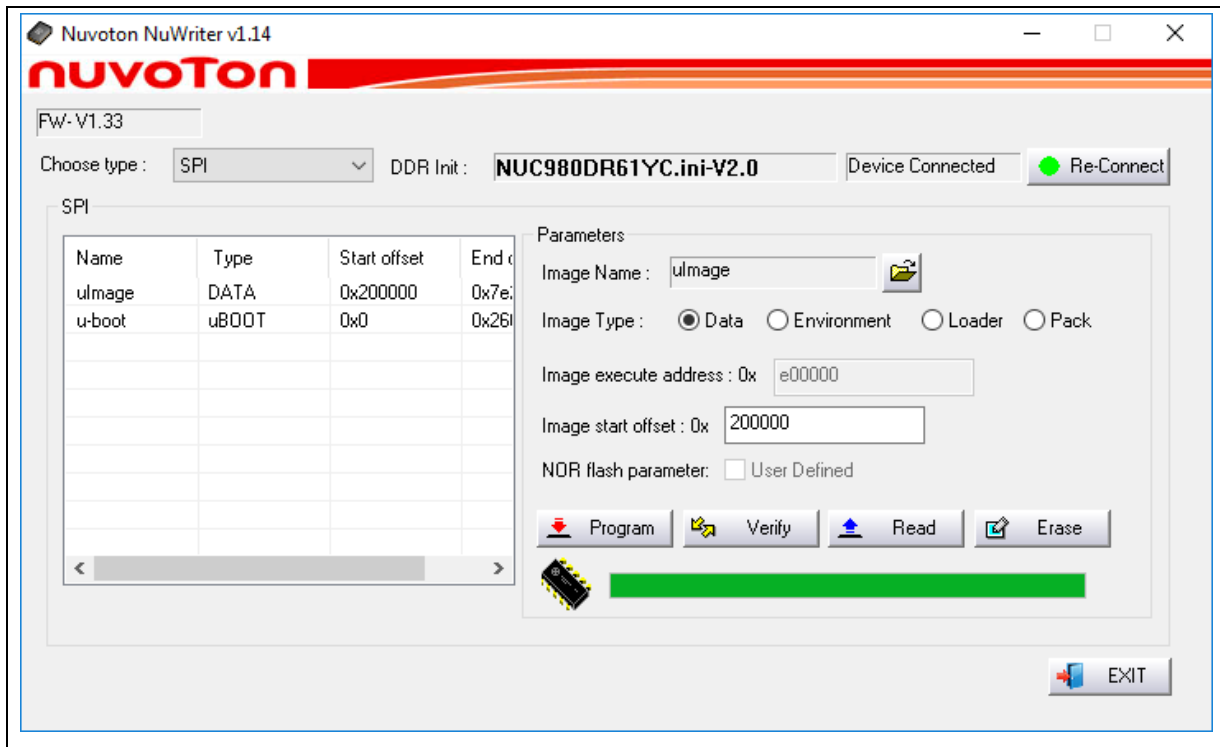 Nuvoton NuWriter v1.14
nuvoTon
FW- V1.33
Choose type : SPI DDR Init : NUC980DR61YC.ini-V2.0 Device Connected Re-Connect
SPI
Name Type Start offset End
uImage DATA 0x200000 0x7e
u-boot uBOOT 0x0 0x26
Parameters
Image Name : uImage
Image Type : Data Environment Loader Pack
Image execute address : 0x e00000
Image start offset : 0x 200000
NOR flash parameter: User Defined
Program Verify Read Erase
EXIT